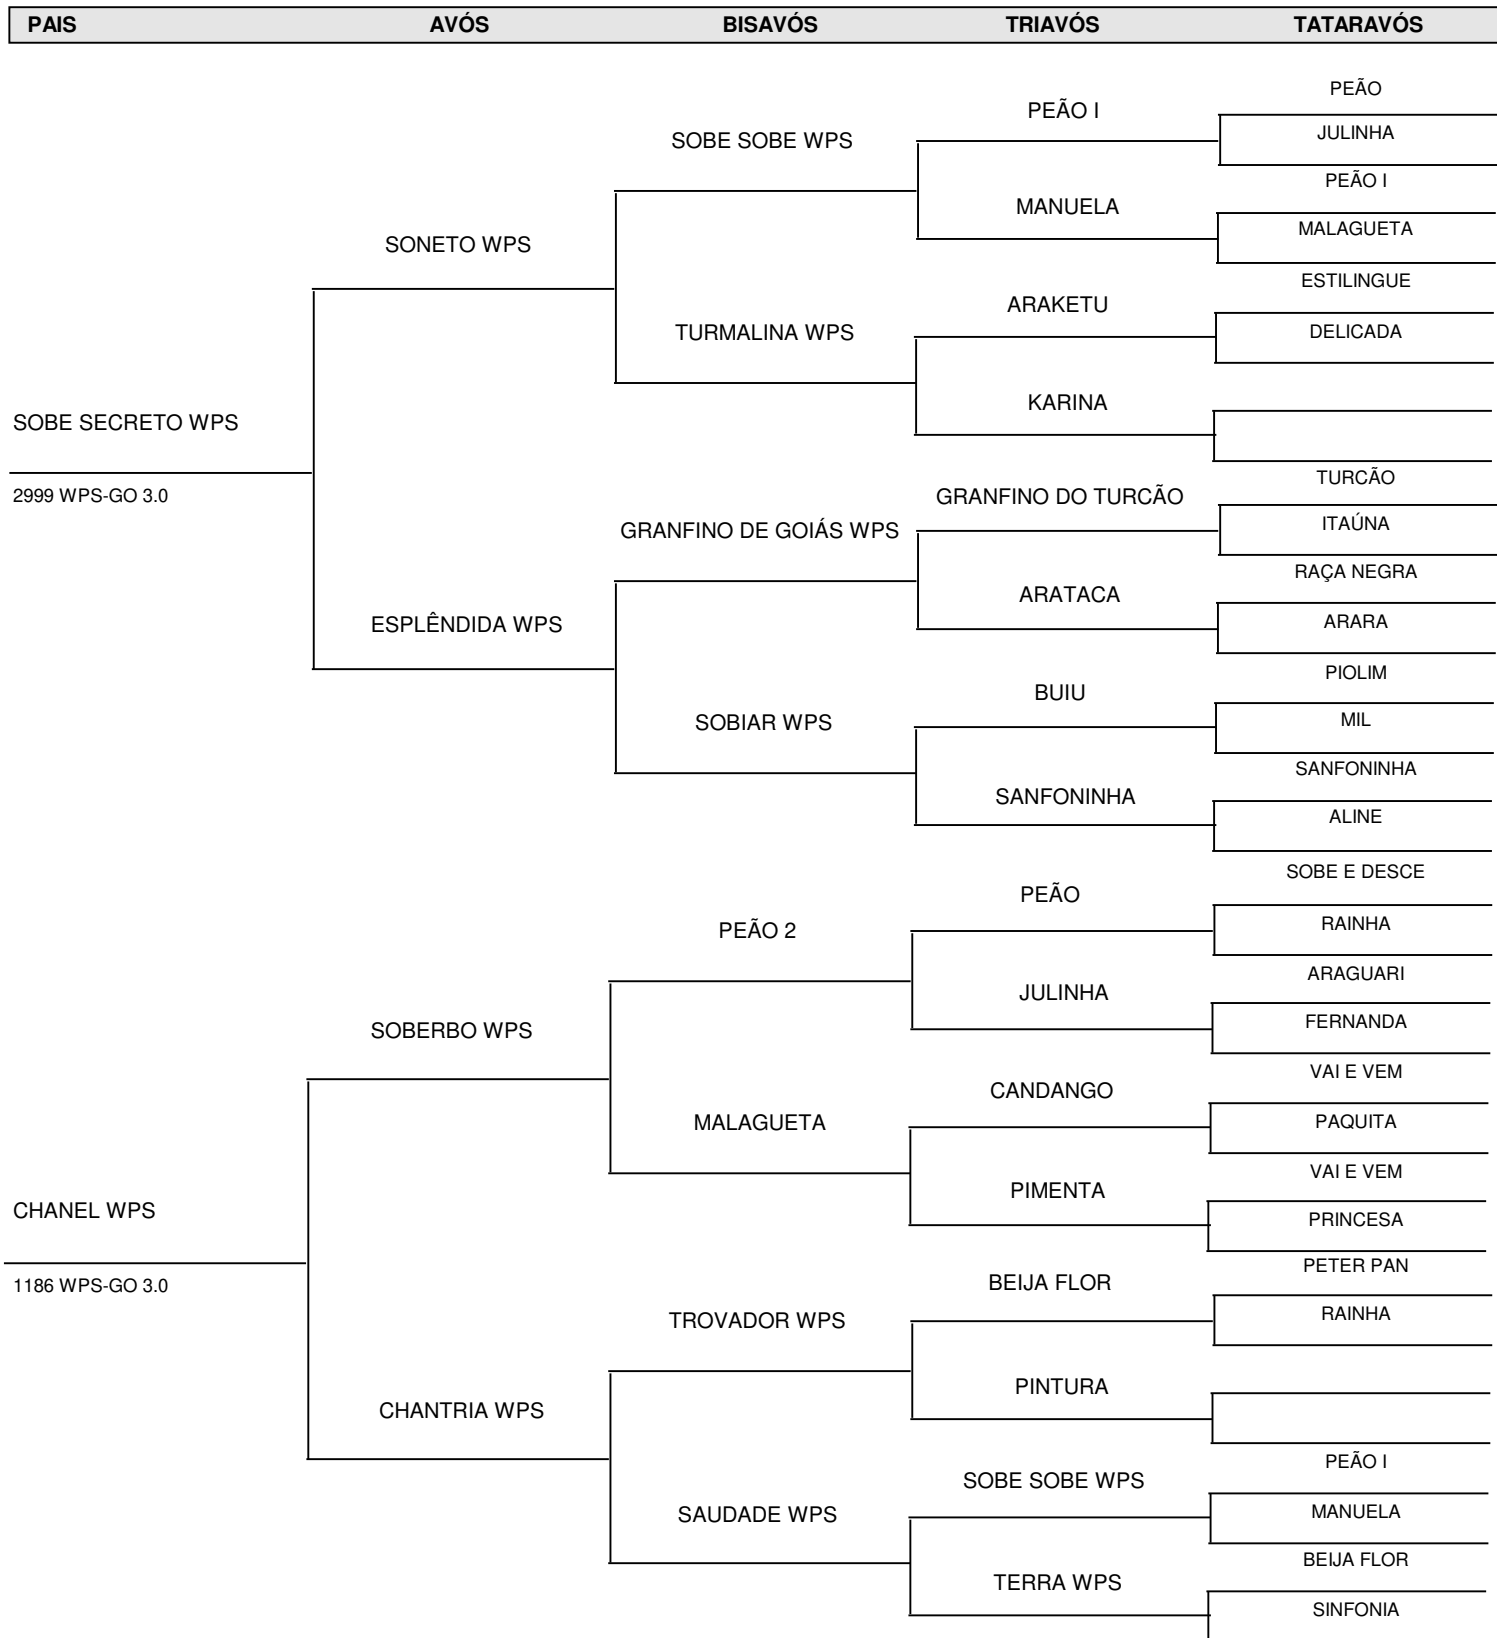 PAIS AVÓS BISAVÓS TRIAVÓS TATARAVÓS
PEÃO
PEÃO I
JULINHA
SOBE SOBE WPS
PEÃO I
MANUELA
MALAGUETA
SONETO WPS
ESTILINGUE
ARAKETU
TURMALINA WPS
DELICADA
KARINA
SOBE SECRETO WPS
TURCÃO
2999 WPS-GO 3.0
GRANFINO DO TURCÃO
ITAÚNA
GRANFINO DE GOIÁS WPS
RAÇA NEGRA
ARATACA
ARARA
ESPLÊNDIDA WPS
PIOLIM
BUIU
MIL
SOBIAR WPS
SANFONINHA
SANFONINHA
ALINE
SOBE E DESCE
PEÃO
RAINHA
PEÃO 2
ARAGUARI
JULINHA
FERNANDA
SOBERBO WPS
VAI E VEM
CANDANGO
PAQUITA
MALAGUETA
VAI E VEM
PIMENTA
CHANEL WPS
PRINCESA
PETER PAN
1186 WPS-GO 3.0
BEIJA FLOR
RAINHA
TROVADOR WPS
PINTURA
CHANTRIA WPS
PEÃO I
SOBE SOBE WPS
MANUELA
SAUDADE WPS
BEIJA FLOR
TERRA WPS
SINFONIA